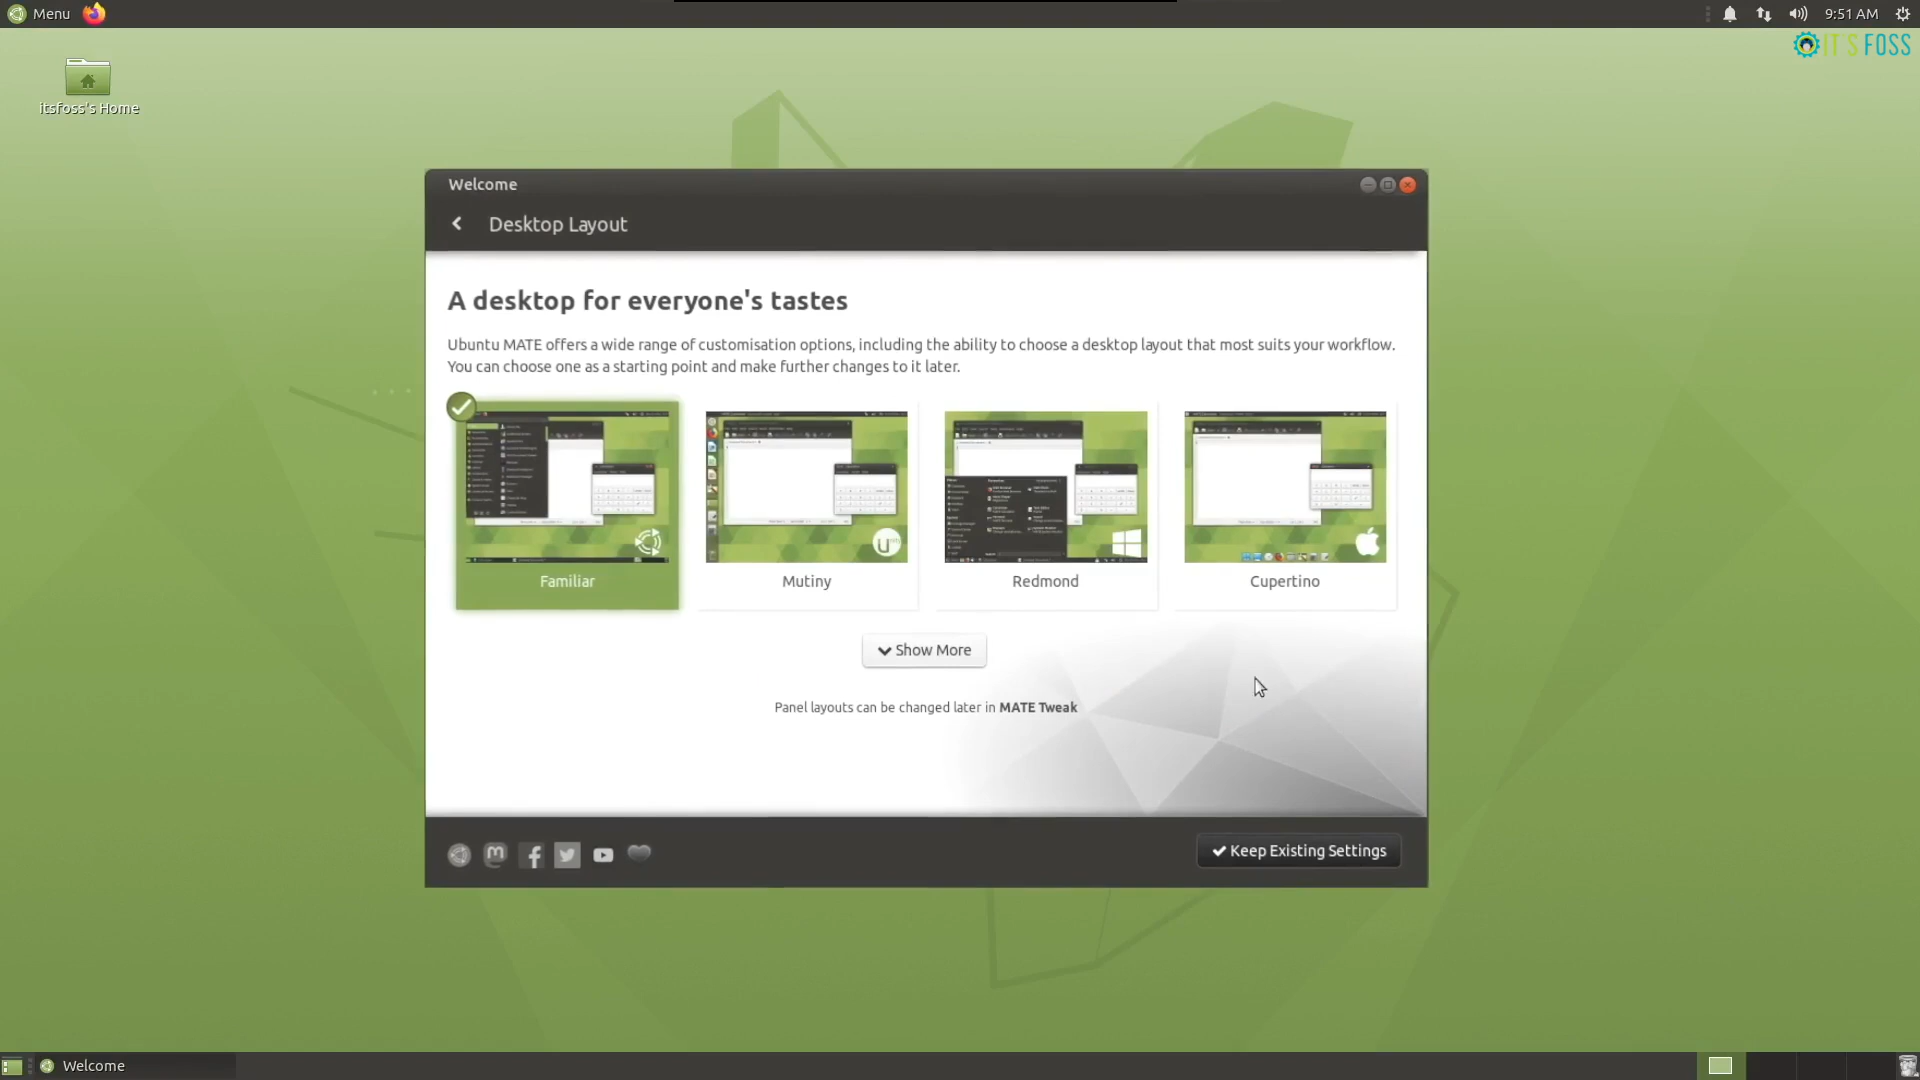 Menu
9:51 AM
IT'S FOSS
itsfoss's Home
Welcome
Desktop Layout
A desktop for everyone's tastes
Ubuntu MATE offers a wide range of customisation options, including the ability to choose a desktop layout that most suits your workflow.
You can choose one as a starting point and make further changes to it later.
Familiar
Mutiny
Redmond
Cupertino
Show More
Panel layouts can be changed later in MATE Tweak
Keep Existing Settings
Welcome